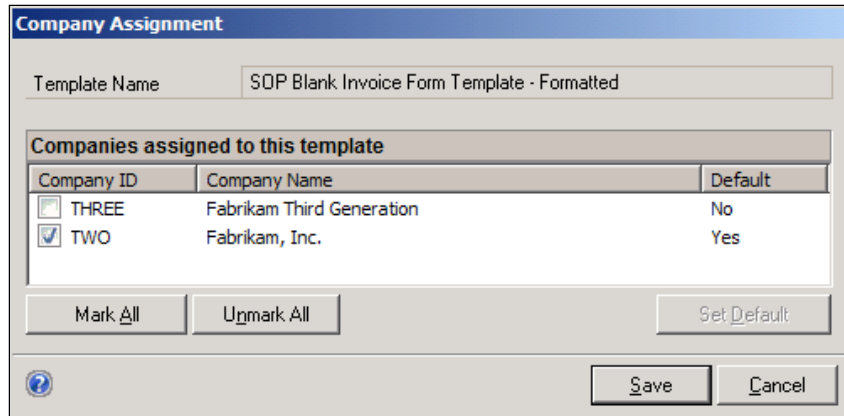 Company Assignment
Template Name SOP Blank Invoice Form Template - Formatted
Companies assigned to this template
Company ID Company Name Default
THREE Fabrikam Third Generation No
TWO Fabrikam, Inc. Yes
Mark All Unmark All Set Default
? Save Cancel